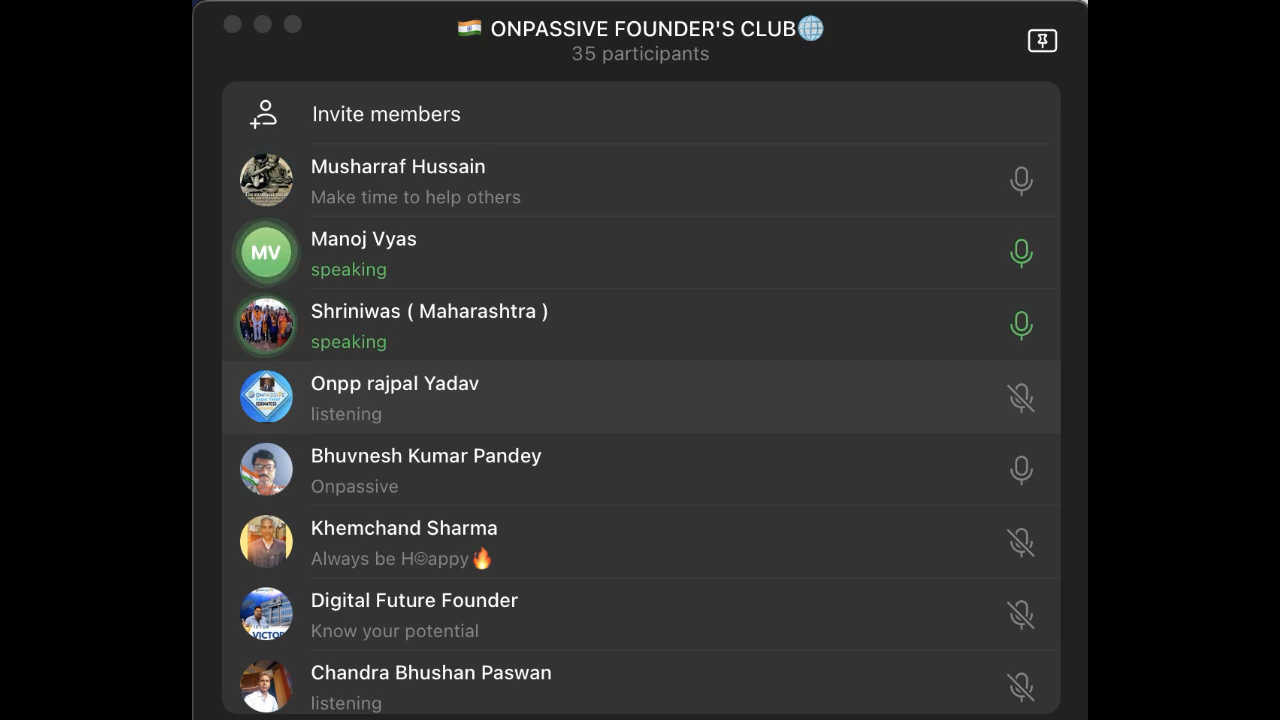 🇮🇳 ONPASSIVE FOUNDER'S CLUB🌐
35 participants
Invite members
Musharraf Hussain
Make time to help others
MV
Manoj Vyas
speaking
Shriniwas ( Maharashtra )
speaking
ONPASSIVE
Onpp rajpal Yadav
listening
Bhuvnesh Kumar Pandey
Onpassive
Khemchand Sharma
Always be H☺appy🔥
VICTOR
Digital Future Founder
Know your potential
Chandra Bhushan Paswan
listening